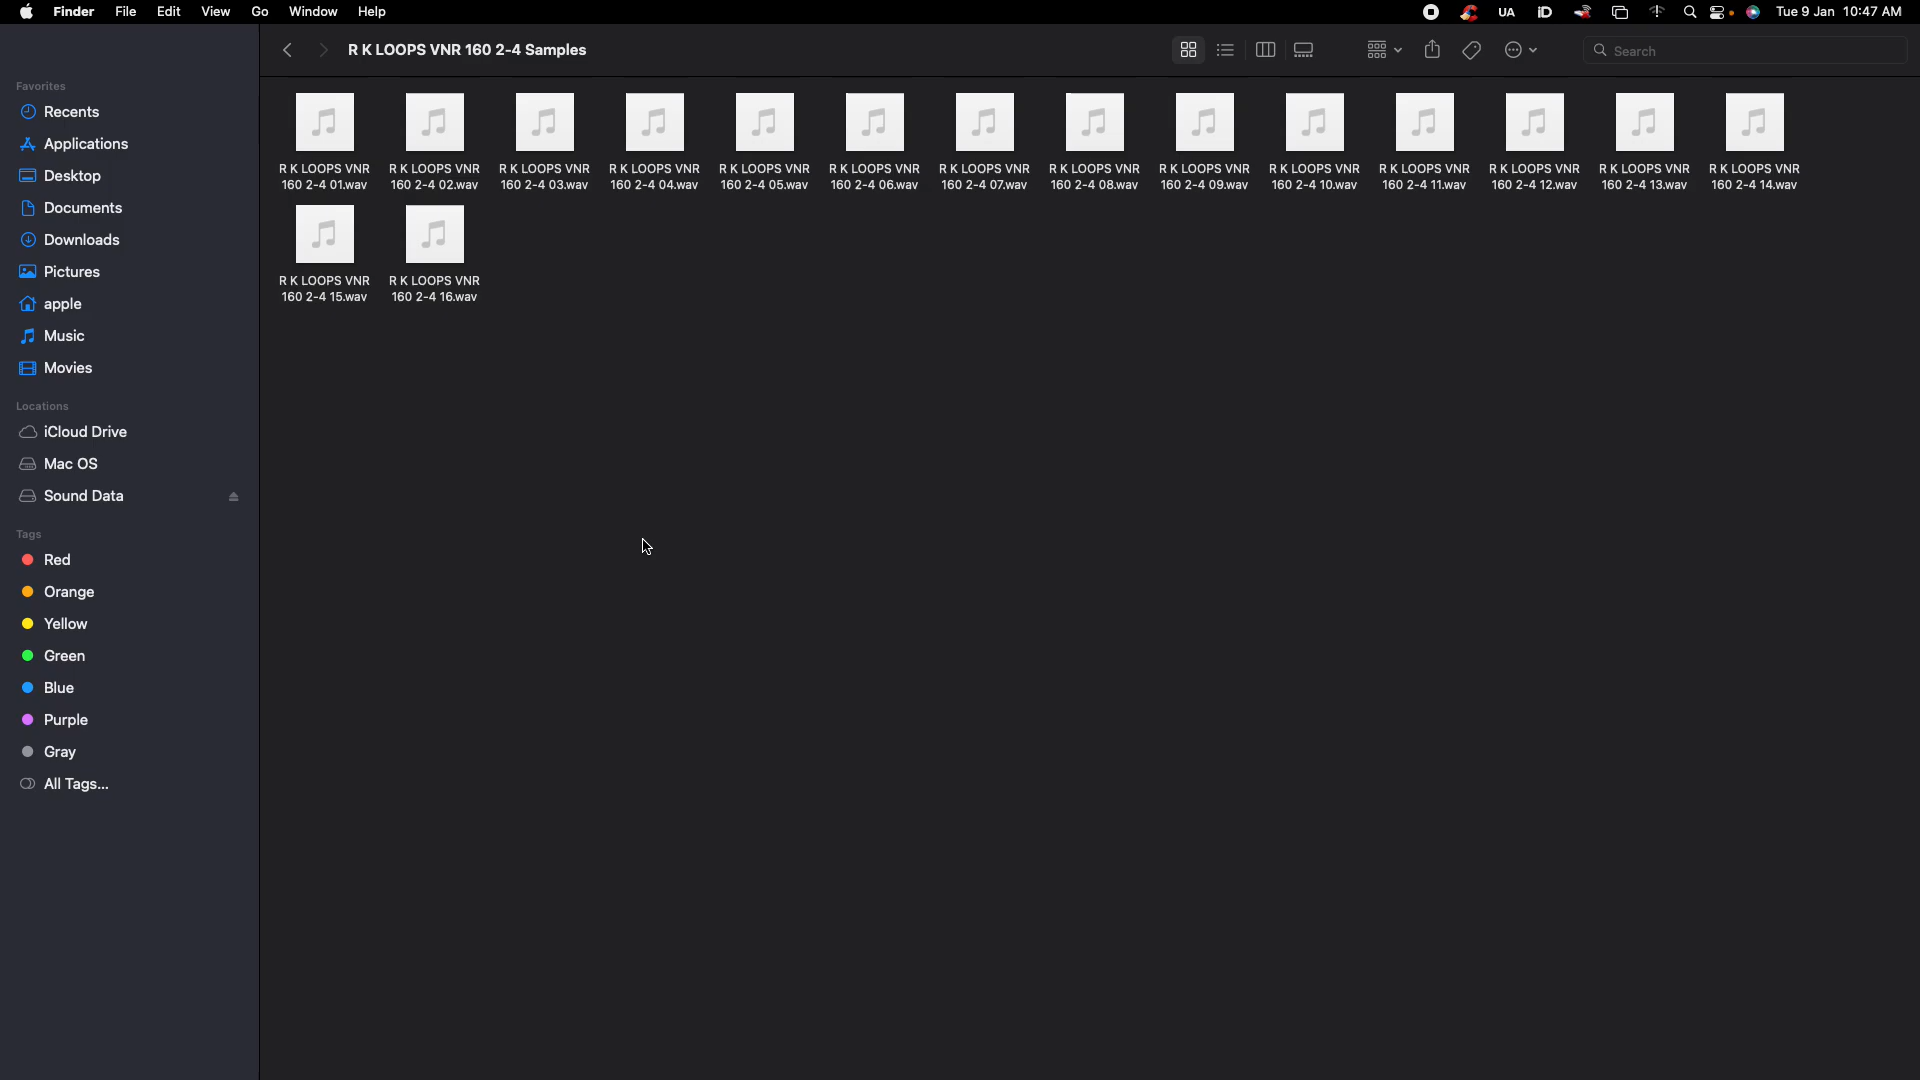 Finder File Edit View Go Window Help UA iD Tue 9 Jan 10:47 AM
R K LOOPS VNR 160 2-4 Samples
Search
Favorites
Recents
Applications
Desktop
Documents
Downloads
Pictures
apple
Music
Movies
Locations
iCloud Drive
Mac OS
Sound Data
Tags
Red
Orange
Yellow
Green
Blue
Purple
Gray
All Tags...
R K LOOPS VNR
160 2-4 01.wav
R K LOOPS VNR
160 2-4 02.wav
R K LOOPS VNR
160 2-4 03.wav
R K LOOPS VNR
160 2-4 04.wav
R K LOOPS VNR
160 2-4 05.wav
R K LOOPS VNR
160 2-4 06.wav
R K LOOPS VNR
160 2-4 07.wav
R K LOOPS VNR
160 2-4 08.wav
R K LOOPS VNR
160 2-4 09.wav
R K LOOPS VNR
160 2-4 10.wav
R K LOOPS VNR
160 2-4 11.wav
R K LOOPS VNR
160 2-4 12.wav
R K LOOPS VNR
160 2-4 13.wav
R K LOOPS VNR
160 2-4 14.wav
R K LOOPS VNR
160 2-4 15.wav
R K LOOPS VNR
160 2-4 16.wav